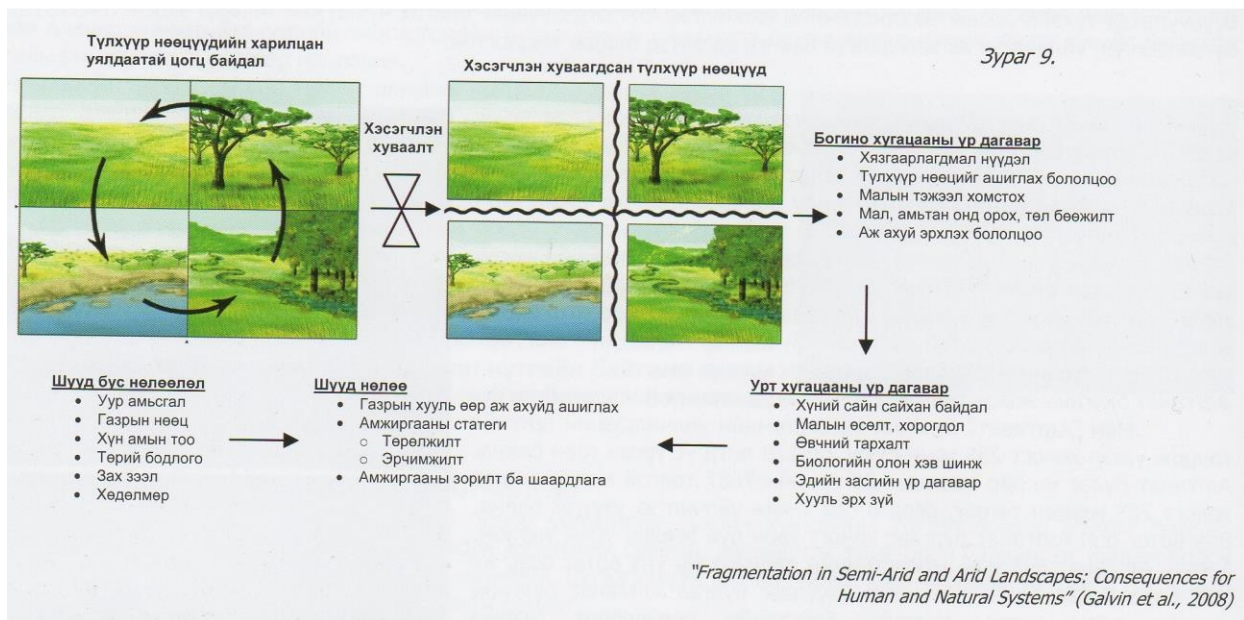 Түлхүүр нөөцүүдийн харилцан
уялдаатай цогц байдал
Хэсэгчлэн
хуваалт
Хэсэгчлэн хуваагдсан түлхүүр нөөцүүд
Зураг 9.
Богино хугацааны үр дагавар
• Хязгаарлагдмал нүүдэл
• Түлхүүр нөөцийг ашиглах бололцоо
• Малын тэжээл хомстох
• Мал, амьтан онд орох, төл бөөжилт
• Аж ахуй эрхлэх бололцоо
Шууд бус нөлөөлөл
• Уур амьсгал
• Газрын нөөц
• Хүн амын тоо
• Төрий бодлого
• Зах зээл
• Хөдөлмөр
Шууд нөлөө
• Газрын хууль өөр аж ахуйд ашиглах
• Амжиргааны статеги
○ Төрөлжилт
○ Эрчимжилт
• Амжиргааны зорилт ба шаардлага
Урт хугацааны үр дагавар
• Хүний сайн сайхан байдал
• Малын өсөлт, хорогдол
• Өвчний тархалт
• Биологийн олон хэв шинж
• Эдийн засгийн үр дагавар
• Хууль эрх зүй
"Fragmentation in Semi-Arid and Arid Landscapes: Consequences for
Human and Natural Systems" (Galvin et al., 2008)